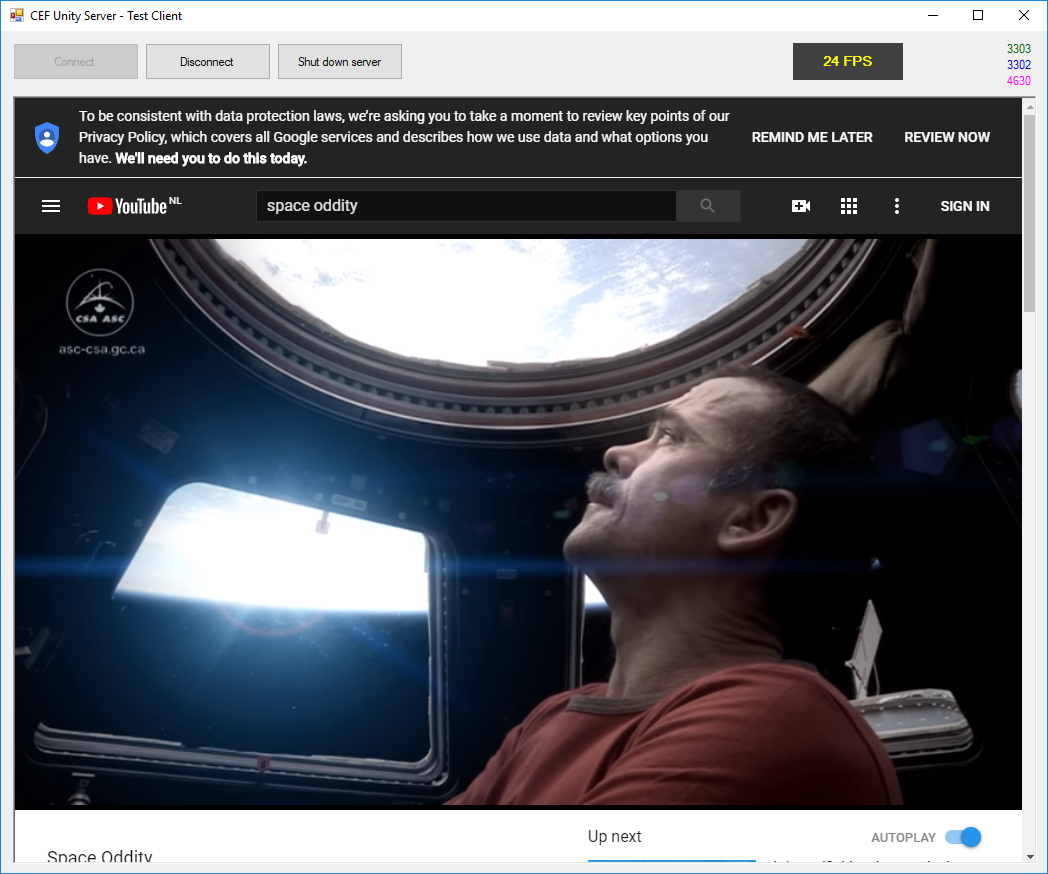 CEF Unity Server - Test Client
Connect
Disconnect
Shut down server
24 FPS
3303
3302
4630
To be consistent with data protection laws, we're asking you to take a moment to review key points of our
Privacy Policy, which covers all Google services and describes how we use data and what options you
have. We'll need you to do this today.
REMIND ME LATER
REVIEW NOW
YouTube NL
space oddity
SIGN IN
CSA ASC
asc-csa.gc.ca
Up next
AUTOPLAY
Space Oddity